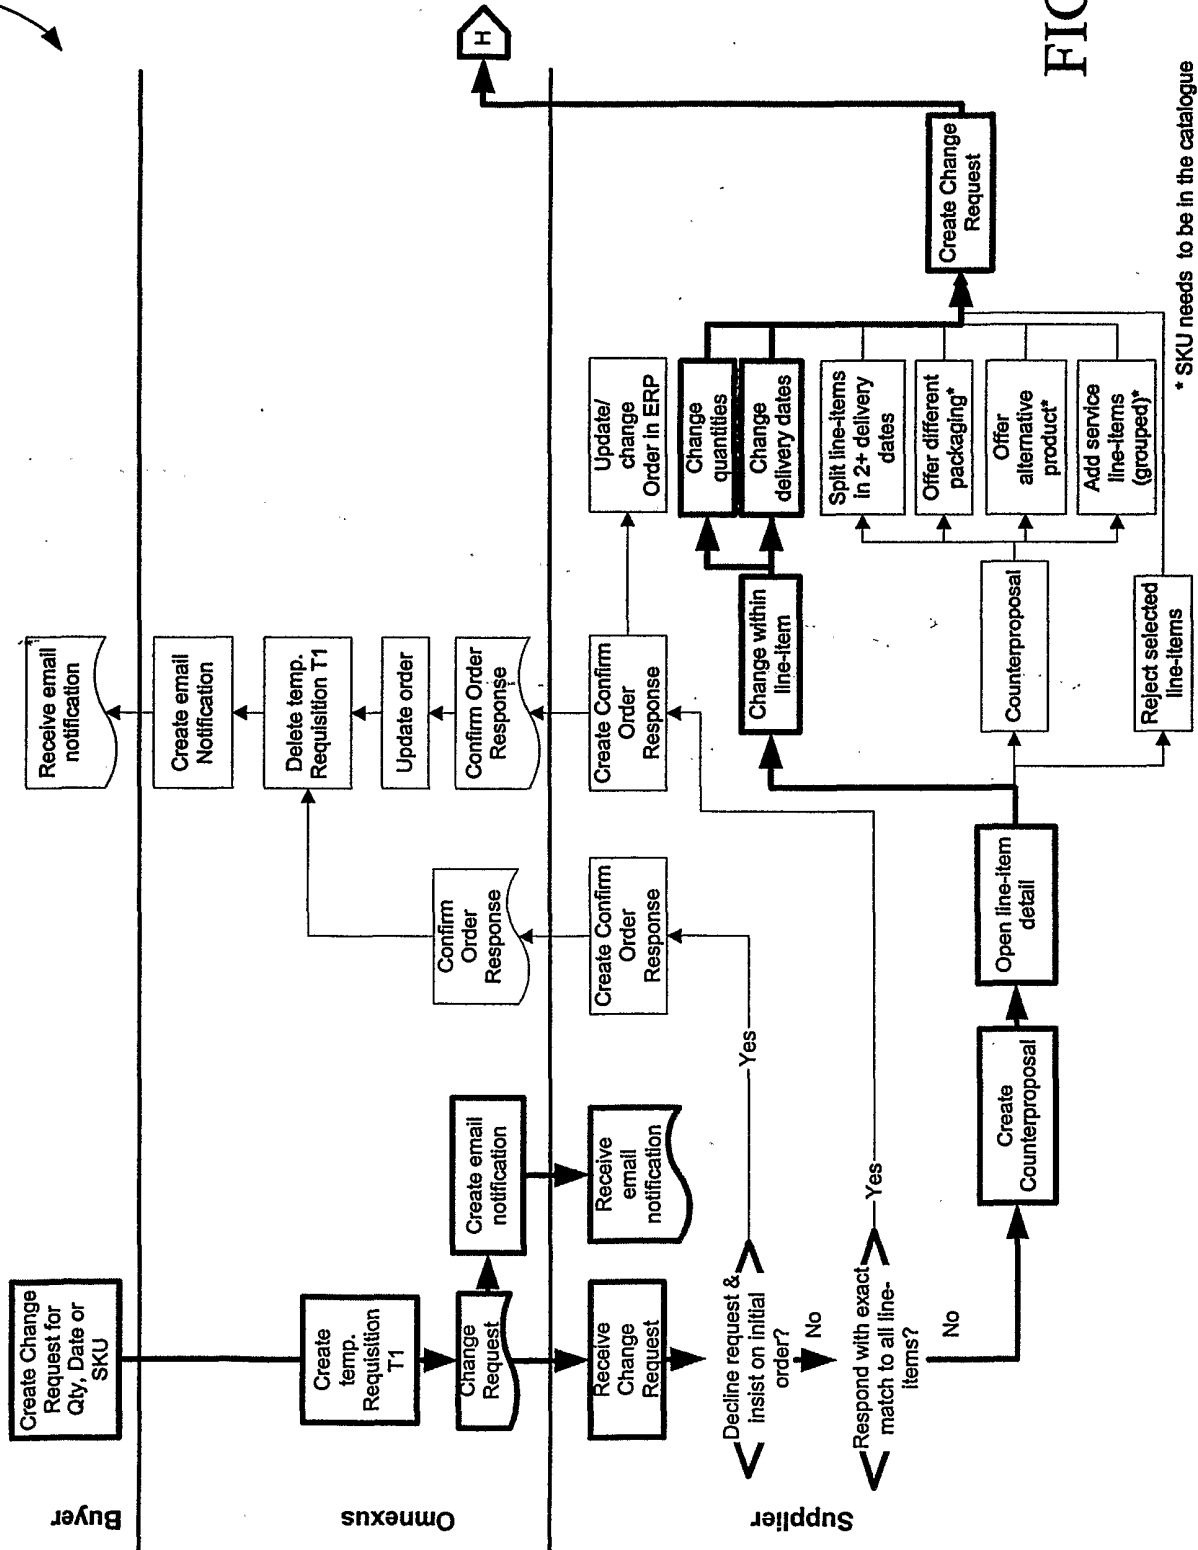 Buyer
Create Change
Request for
Qty, Date or
SKU
Receive email
notification
Omnexus
Create
temp.
Requisition
T1
Change
Request
Create email
notification
Confirm
Order
Response
Create email
Notification
Delete temp.
Requisition T1
Update order
Confirm Order
Response
H
Supplier
Receive
Change
Request
Receive
email
notification
Create Confirm
Order
Response
Create Confirm
Order
Response
Update/
change
Order in ERP
Decline request &
insist on initial
order?
Yes
No
Respond with exact
match to all line-
items?
Yes
No
Create
Counterproposal
Open line-item
detail
Change within
line-item
Change
quantities
Change
delivery dates
Counterproposal
Split line-items
in 2+ delivery
dates
Offer different
packaging*
Offer
alternative
product*
Add service
line-items
(grouped)*
Reject selected
line-items
Create Change
Request
* SKU needs to be in the catalogue
FIG